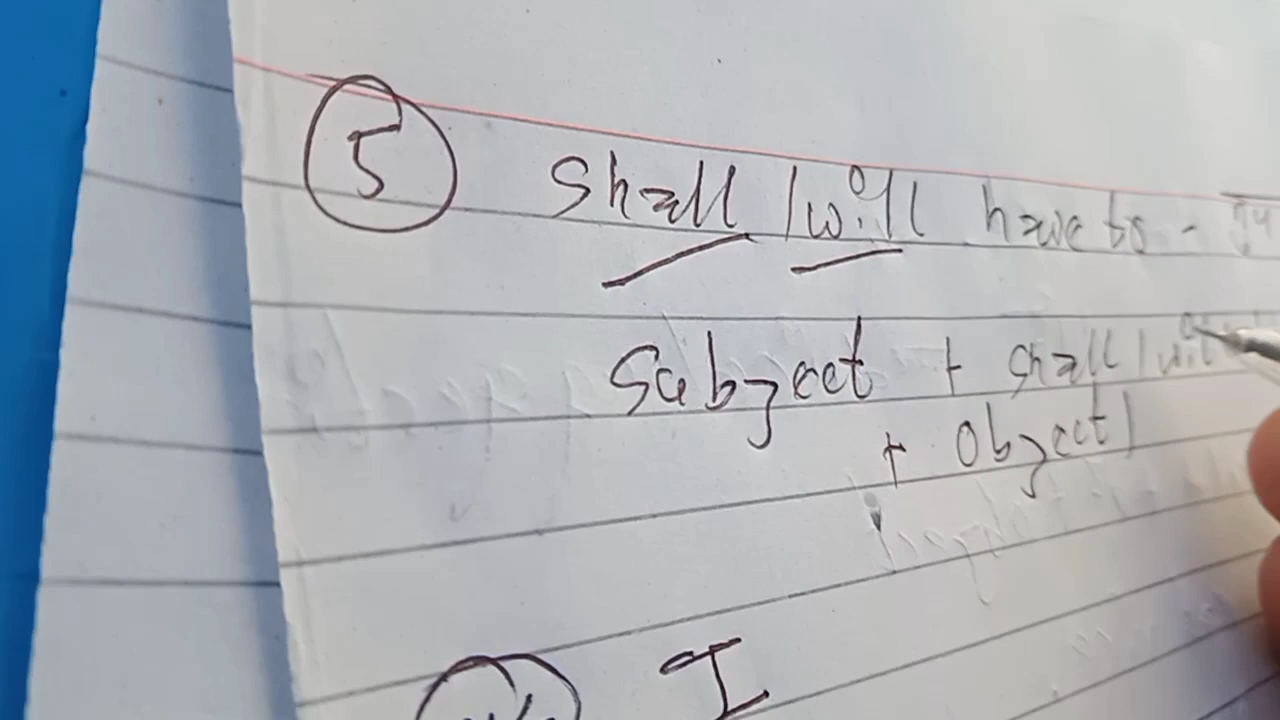 5 Shall / will have to -
Subject + shall / will
+ Object |
I